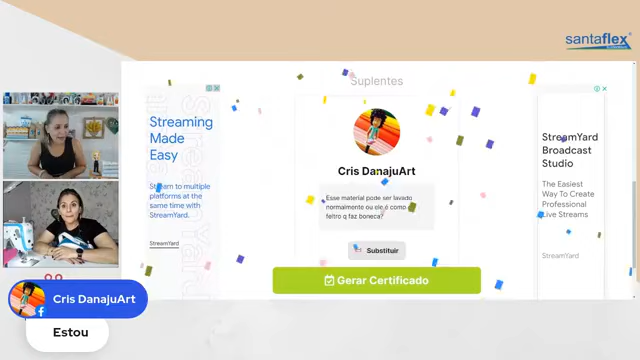 santaflex
Suplentes
Streaming
Made
Easy
Stream to multiple
platforms at the
same time with
StreamYard.
StreamYard
Cris DanajuArt
Esse material pode ser lavado
normalmente ou ele é como o
feltro q faz boneca?
Substituir
Gerar Certificado
StreamYard
Broadcast
Studio
The Easiest
Way To Create
Professional
Live Streams
StreamYard
Cris DanajuArt
Estou